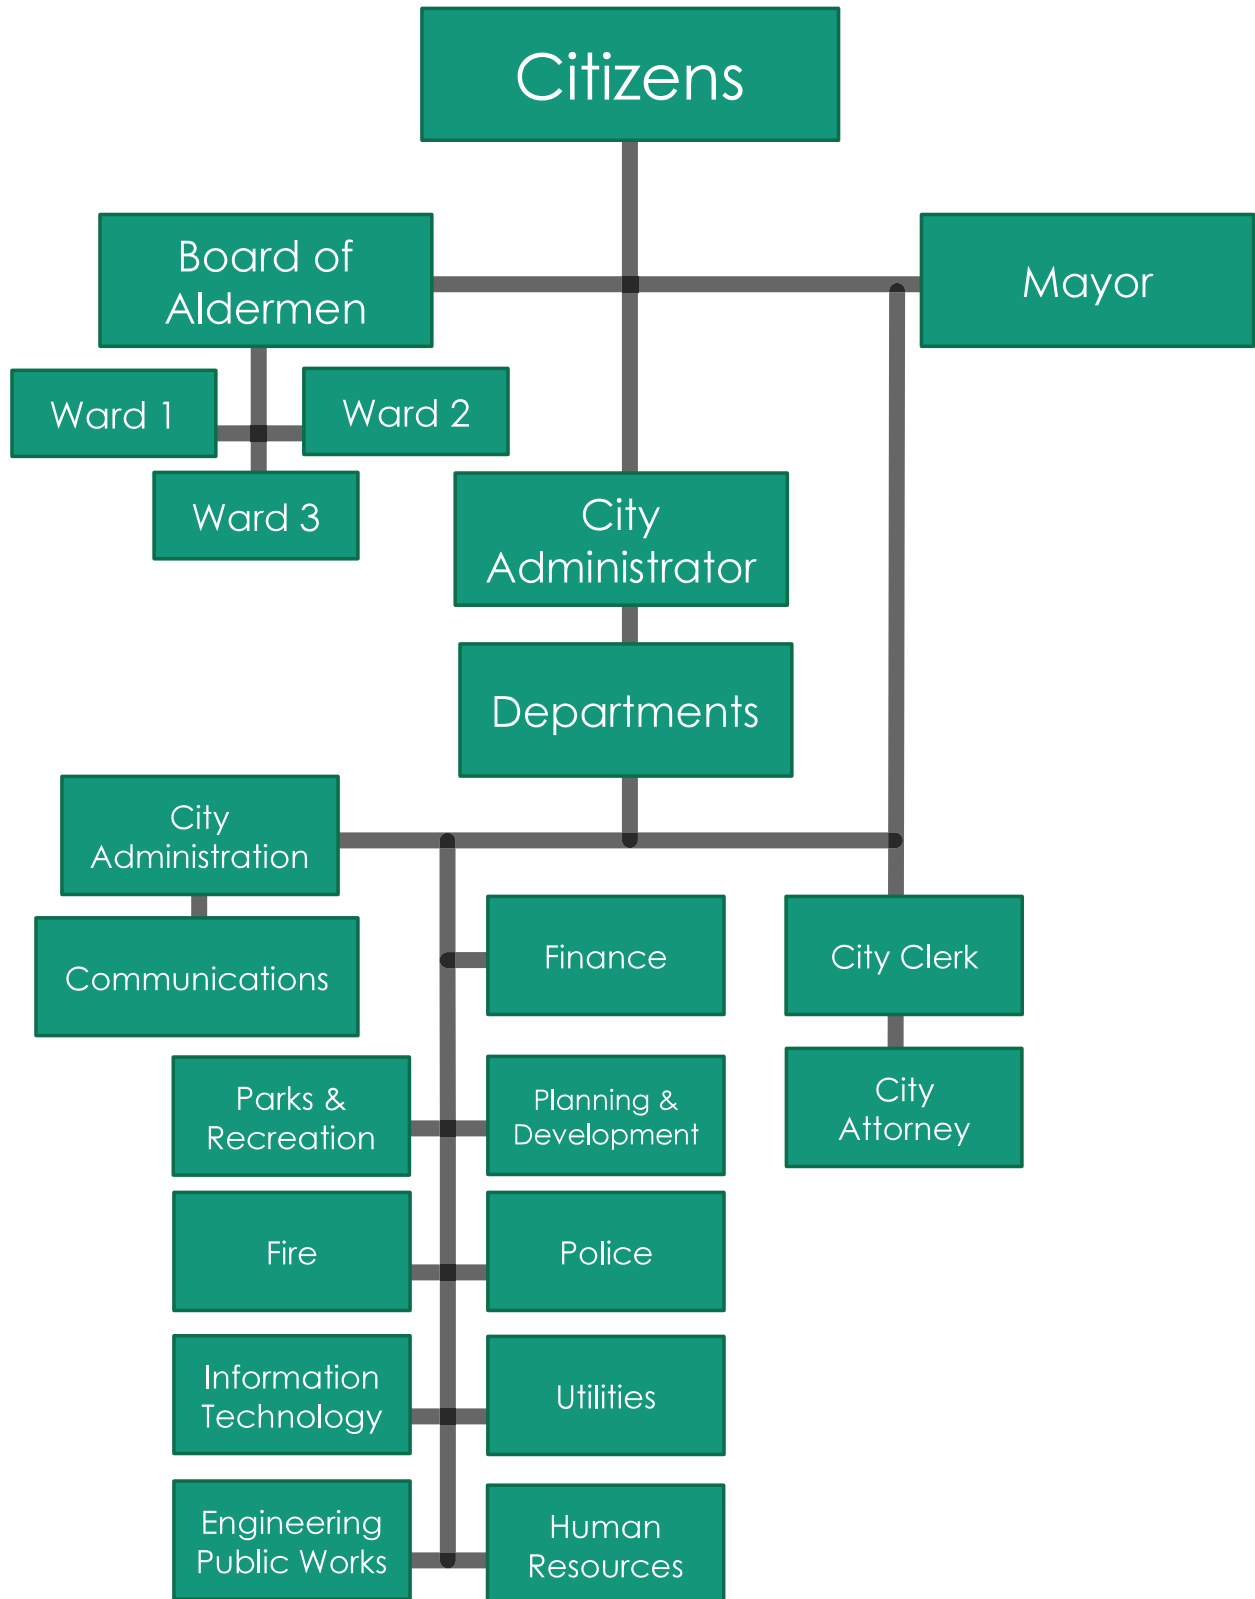 Citizens
Board of
Aldermen
Mayor
Ward 1
Ward 2
Ward 3
City
Administrator
Departments
City
Administration
Communications
Finance
City Clerk
Parks &
Recreation
Planning &
Development
City
Attorney
Fire
Police
Information
Technology
Utilities
Engineering
Public Works
Human
Resources